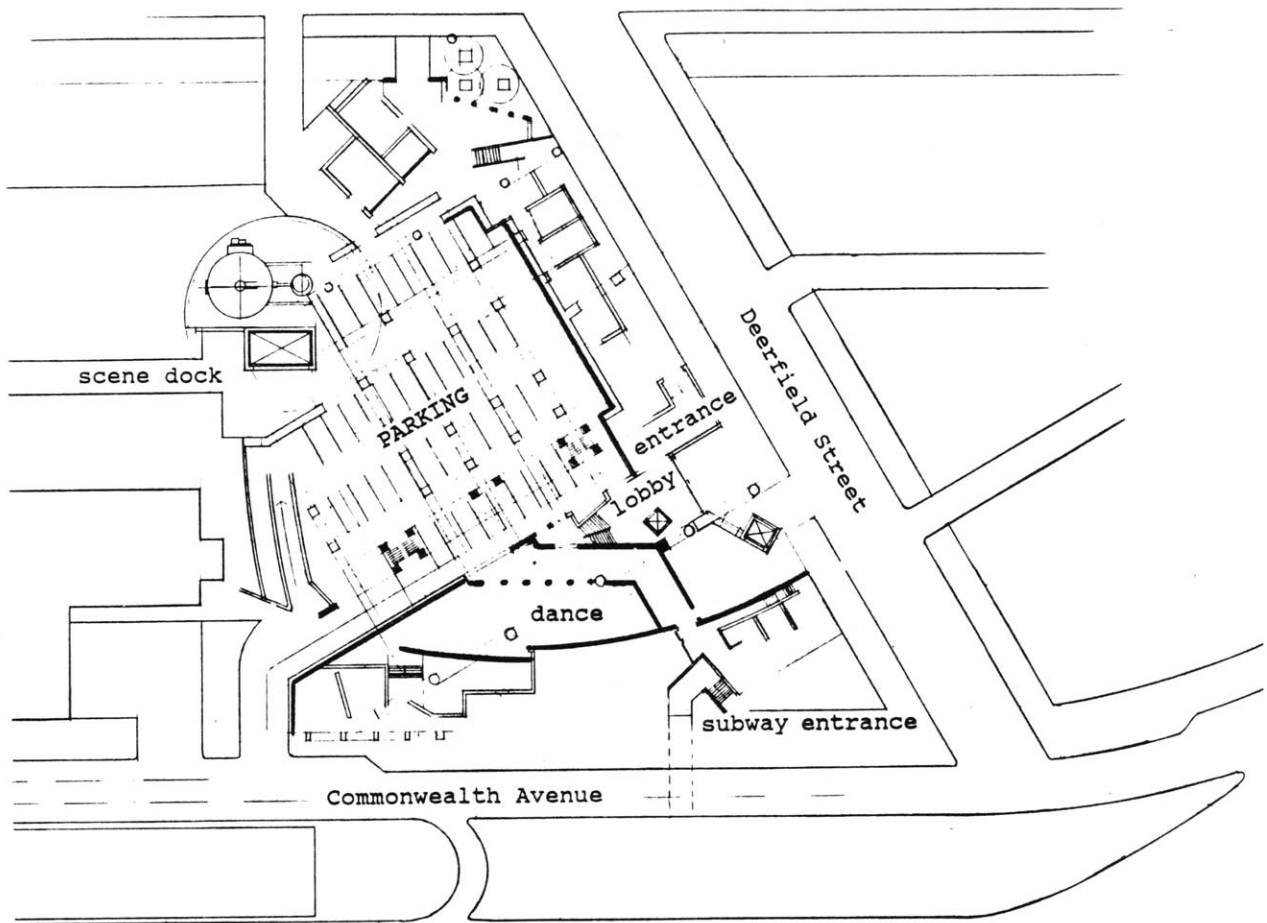 Deerfield Street
scene dock
PARKING
entrance
lobby
dance
subway entrance
Commonwealth Avenue